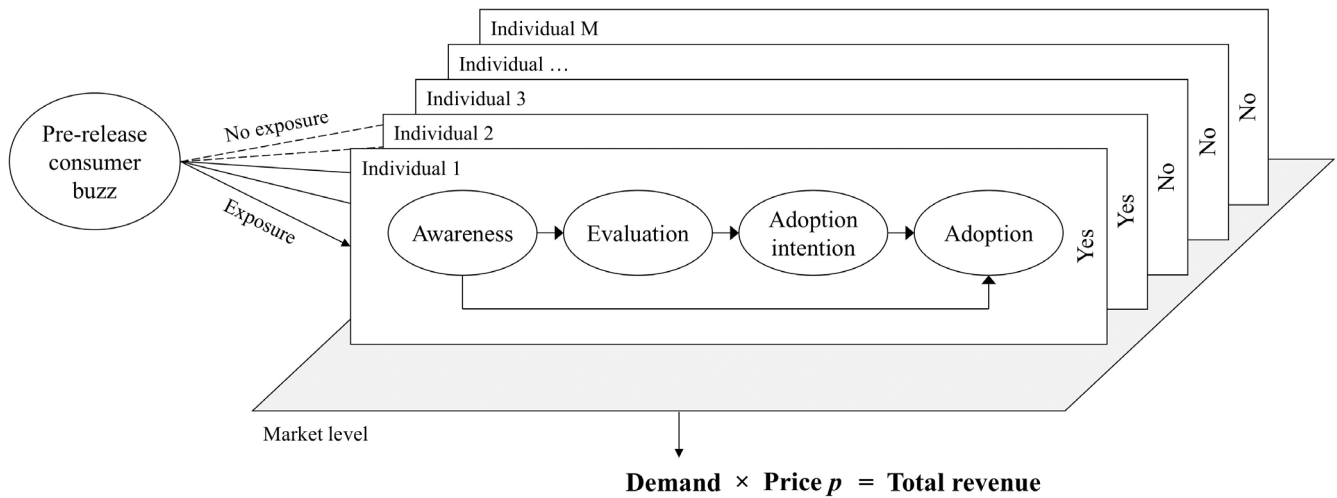 Individual M
Individual …
Individual 3
Individual 2
Individual 1
Pre-release
consumer
buzz
No exposure
Exposure
Awareness
Evaluation
Adoption
intention
Adoption
Yes
Yes
No
No
No
Market level
Demand × Price p = Total revenue